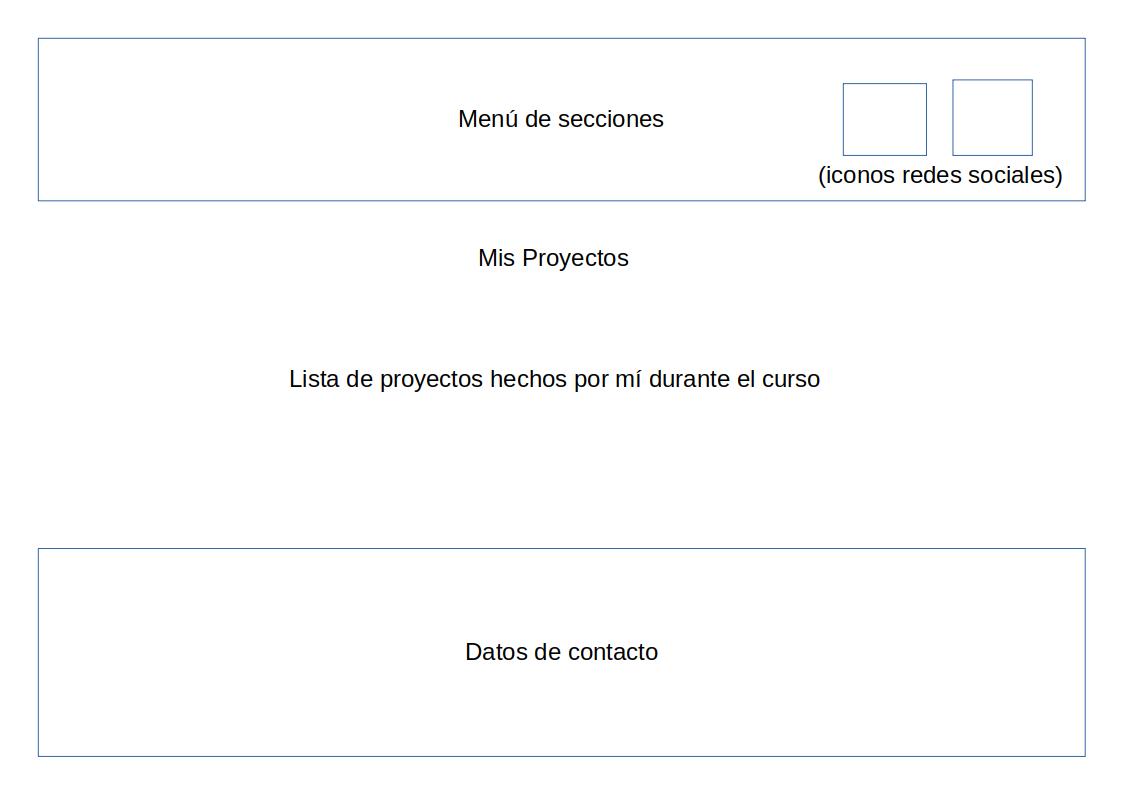 Menú de secciones
(iconos redes sociales)
Mis Proyectos
Lista de proyectos hechos por mí durante el curso
Datos de contacto